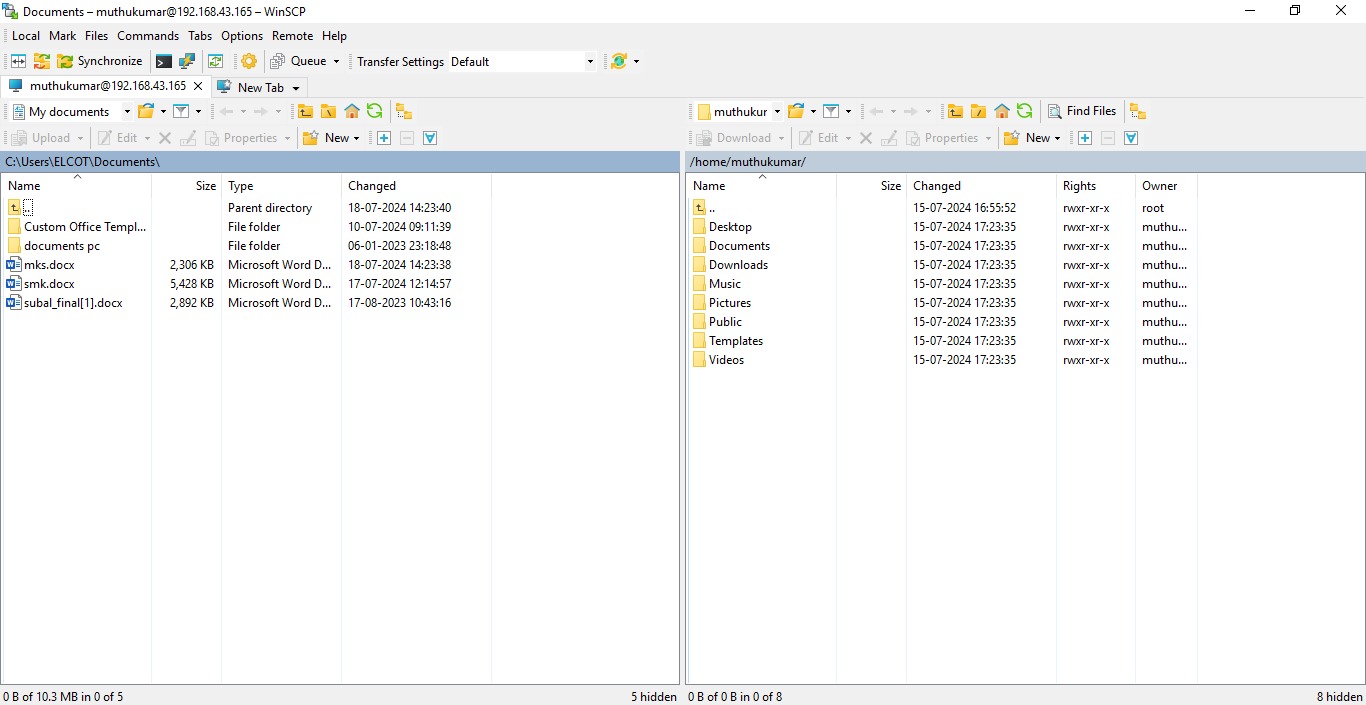 Documents – muthukumar@192.168.43.165 – WinSCP
Local Mark Files Commands Tabs Options Remote Help
Synchronize Queue Transfer Settings Default
muthukumar@192.168.43.165 New Tab
My documents
Upload Edit Properties New
C:\Users\ELCOT\Documents\
Name Size Type Changed
.. Parent directory 18-07-2024 14:23:40
Custom Office Templ... File folder 10-07-2024 09:11:39
documents pc File folder 06-01-2023 23:18:48
mks.docx 2,306 KB Microsoft Word D... 18-07-2024 14:23:38
smk.docx 5,428 KB Microsoft Word D... 17-07-2024 12:14:57
subal_final[1].docx 2,892 KB Microsoft Word D... 17-08-2023 10:43:16
0 B of 10.3 MB in 0 of 5 5 hidden
muthukur Find Files
Download Edit Properties New
/home/muthukumar/
Name Size Changed Rights Owner
.. 15-07-2024 16:55:52 rwxr-xr-x root
Desktop 15-07-2024 17:23:35 rwxr-xr-x muthu...
Documents 15-07-2024 17:23:35 rwxr-xr-x muthu...
Downloads 15-07-2024 17:23:35 rwxr-xr-x muthu...
Music 15-07-2024 17:23:35 rwxr-xr-x muthu...
Pictures 15-07-2024 17:23:35 rwxr-xr-x muthu...
Public 15-07-2024 17:23:35 rwxr-xr-x muthu...
Templates 15-07-2024 17:23:35 rwxr-xr-x muthu...
Videos 15-07-2024 17:23:35 rwxr-xr-x muthu...
0 B of 0 B in 0 of 8 8 hidden